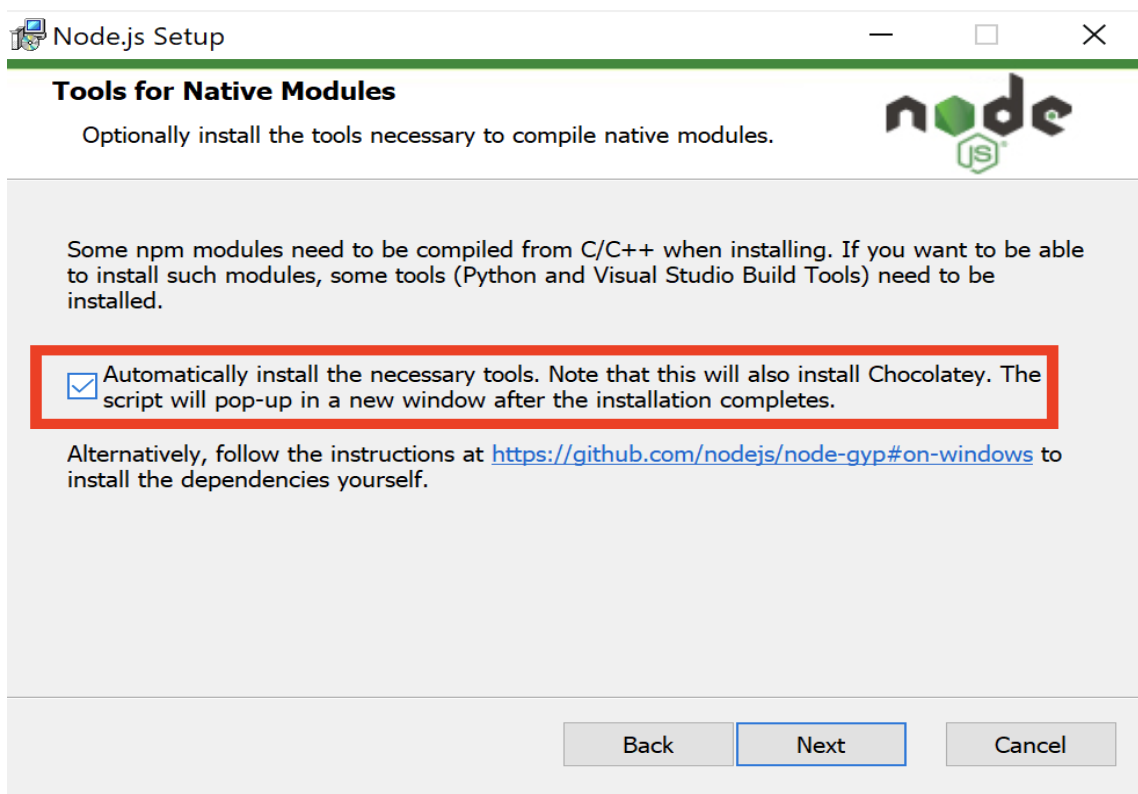 Node.js Setup
Tools for Native Modules
Optionally install the tools necessary to compile native modules.
node
JS
Some npm modules need to be compiled from C/C++ when installing. If you want to be able
to install such modules, some tools (Python and Visual Studio Build Tools) need to be
installed.
Automatically install the necessary tools. Note that this will also install Chocolatey. The
script will pop-up in a new window after the installation completes.
Alternatively, follow the instructions at https://github.com/nodejs/node-gyp#on-windows to
install the dependencies yourself.
Back Next Cancel